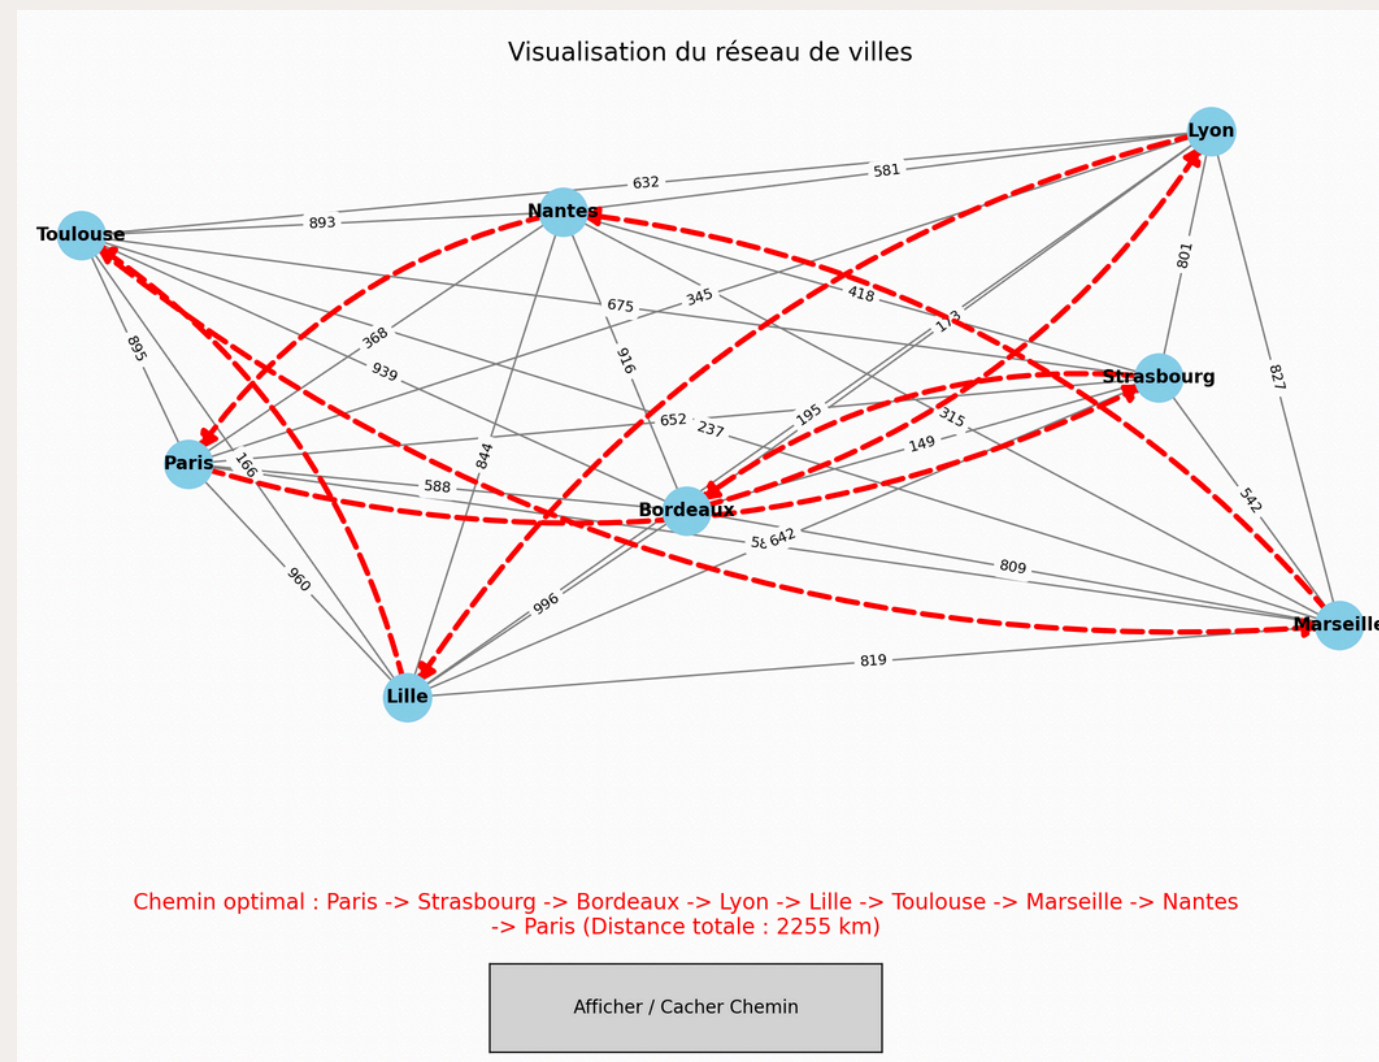 Visualisation du réseau de villes
Lyon
632
581
Nantes
893
Toulouse
801
345
418
675
173
368
895
916
939
827
Strasbourg
195
315
652
237
149
844
Paris
166
588
542
Bordeaux
642
809
960
996
Marseille
819
Lille
Chemin optimal : Paris -> Strasbourg -> Bordeaux -> Lyon -> Lille -> Toulouse -> Marseille -> Nantes
-> Paris (Distance totale : 2255 km)
Afficher / Cacher Chemin